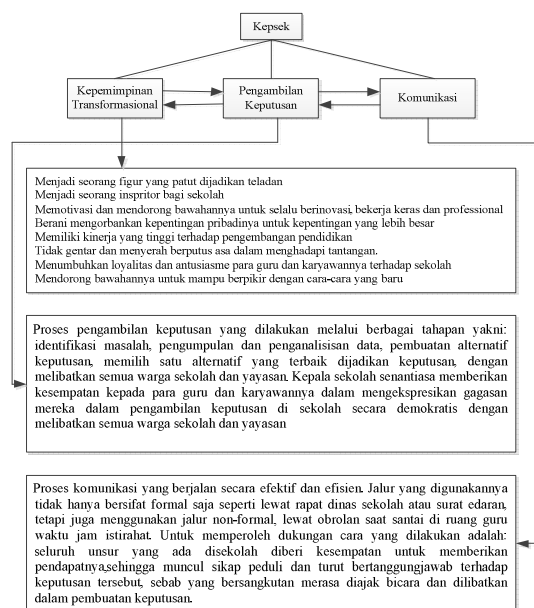 Kepsek
Kepemimpinan
Transformasional
Pengambilan
Keputusan
Komunikasi
Menjadi seorang figur yang patut dijadikan teladan
Menjadi seorang inspritor bagi sekolah
Memotivasi dan mendorong bawahannya untuk selalu berinovasi, bekerja keras dan professional
Berani mengorbankan kepentingan pribadinya untuk kepentingan yang lebih besar
Memiliki kinerja yang tinggi terhadap pengembangan pendidikan
Tidak gentar dan menyerah berputus asa dalam menghadapi tantangan.
Menumbuhkan loyalitas dan antusiasme para guru dan karyawannya terhadap sekolah
Mendorong bawahannya untuk mampu berpikir dengan cara-cara yang baru
Proses pengambilan keputusan yang dilakukan melalui berbagai tahapan yakni:
identifikasi masalah, pengumpulan dan penganalisisan data, pembuatan alternatif
keputusan, memilih satu alternatif yang terbaik dijadikan keputusan, dengan
melibatkan semua warga sekolah dan yayasan. Kepala sekolah senantiasa memberikan
kesempatan kepada para guru dan karyawannya dalam mengekspresikan gagasan
mereka dalam pengambilan keputusan di sekolah secara demokratis dengan
melibatkan semua warga sekolah dan yayasan
Proses komunikasi yang berjalan secara efektif dan efisien. Jalur yang digunakannya
tidak hanya bersifat formal saja seperti lewat rapat dinas sekolah atau surat edaran,
tetapi juga menggunakan jalur non-formal, lewat obrolan saat santai di ruang guru
waktu jam istirahat. Untuk memperoleh dukungan cara yang dilakukan adalah:
seluruh unsur yang ada disekolah diberi kesempatan untuk memberikan
pendapatnya,sehingga muncul sikap peduli dan turut bertanggungjawab terhadap
keputusan tersebut, sebab yang bersangkutan merasa diajak bicara dan dilibatkan
dalam pembuatan keputusan.